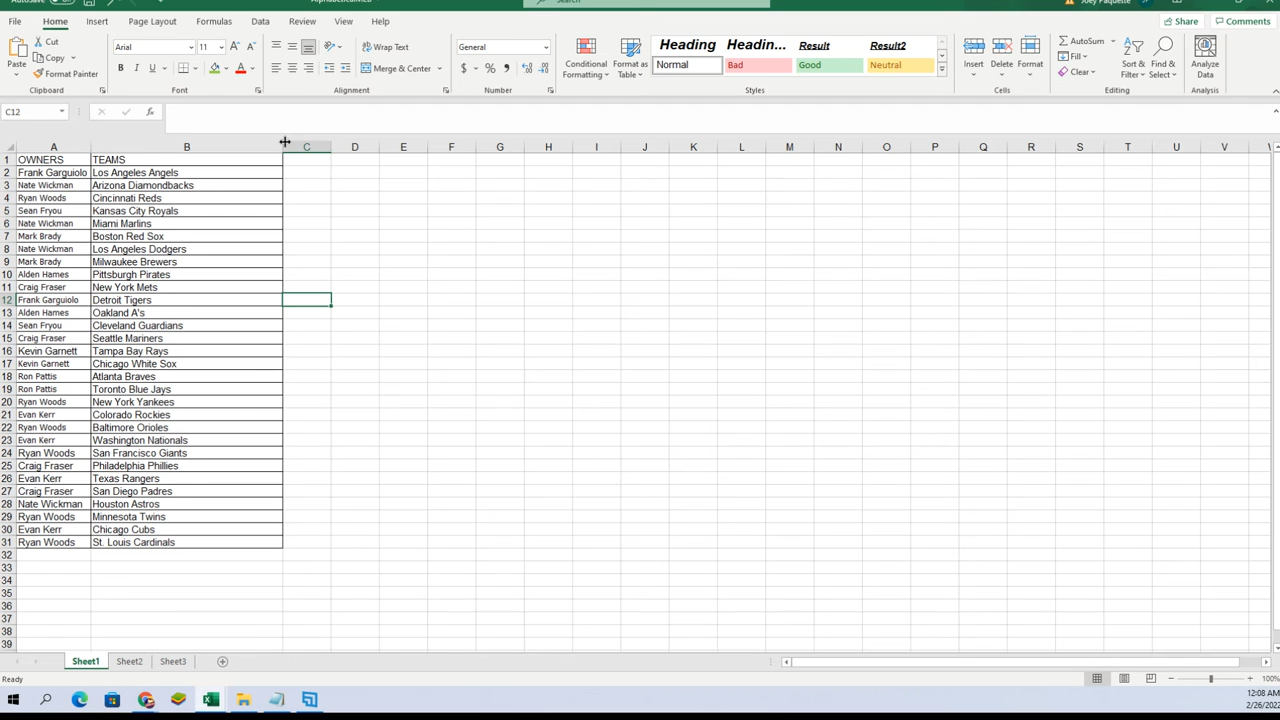 AutoSave Off
Search
Joey Paquette
File Home Insert Page Layout Formulas Data Review View Help
Share Comments
Cut
Copy
Format Painter
Paste
Clipboard
Arial 11
Font
Wrap Text
Merge & Center
Alignment
General
Number
Conditional Formatting
Format as Table
Heading Headin... Result Result2
Normal Bad Good Neutral
Styles
Insert Delete Format
Cells
AutoSum
Fill
Clear
Sort & Filter
Find & Select
Editing
Analyze Data
Analysis
C12
A B C D E F G H I J K L M N O P Q R S T U V
1 OWNERS TEAMS
2 Frank Garguiolo Los Angeles Angels
3 Nate Wickman Arizona Diamondbacks
4 Ryan Woods Cincinnati Reds
5 Sean Fryou Kansas City Royals
6 Nate Wickman Miami Marlins
7 Mark Brady Boston Red Sox
8 Nate Wickman Los Angeles Dodgers
9 Mark Brady Milwaukee Brewers
10 Alden Hames Pittsburgh Pirates
11 Craig Fraser New York Mets
12 Frank Garguiolo Detroit Tigers
13 Alden Hames Oakland A's
14 Sean Fryou Cleveland Guardians
15 Craig Fraser Seattle Mariners
16 Kevin Garnett Tampa Bay Rays
17 Kevin Garnett Chicago White Sox
18 Ron Pattis Atlanta Braves
19 Ron Pattis Toronto Blue Jays
20 Ryan Woods New York Yankees
21 Evan Kerr Colorado Rockies
22 Ryan Woods Baltimore Orioles
23 Evan Kerr Washington Nationals
24 Ryan Woods San Francisco Giants
25 Craig Fraser Philadelphia Phillies
26 Evan Kerr Texas Rangers
27 Craig Fraser San Diego Padres
28 Nate Wickman Houston Astros
29 Ryan Woods Minnesota Twins
30 Evan Kerr Chicago Cubs
31 Ryan Woods St. Louis Cardinals
32
33
34
35
36
37
38
39
Sheet1 Sheet2 Sheet3
Ready
100%
12:08 AM